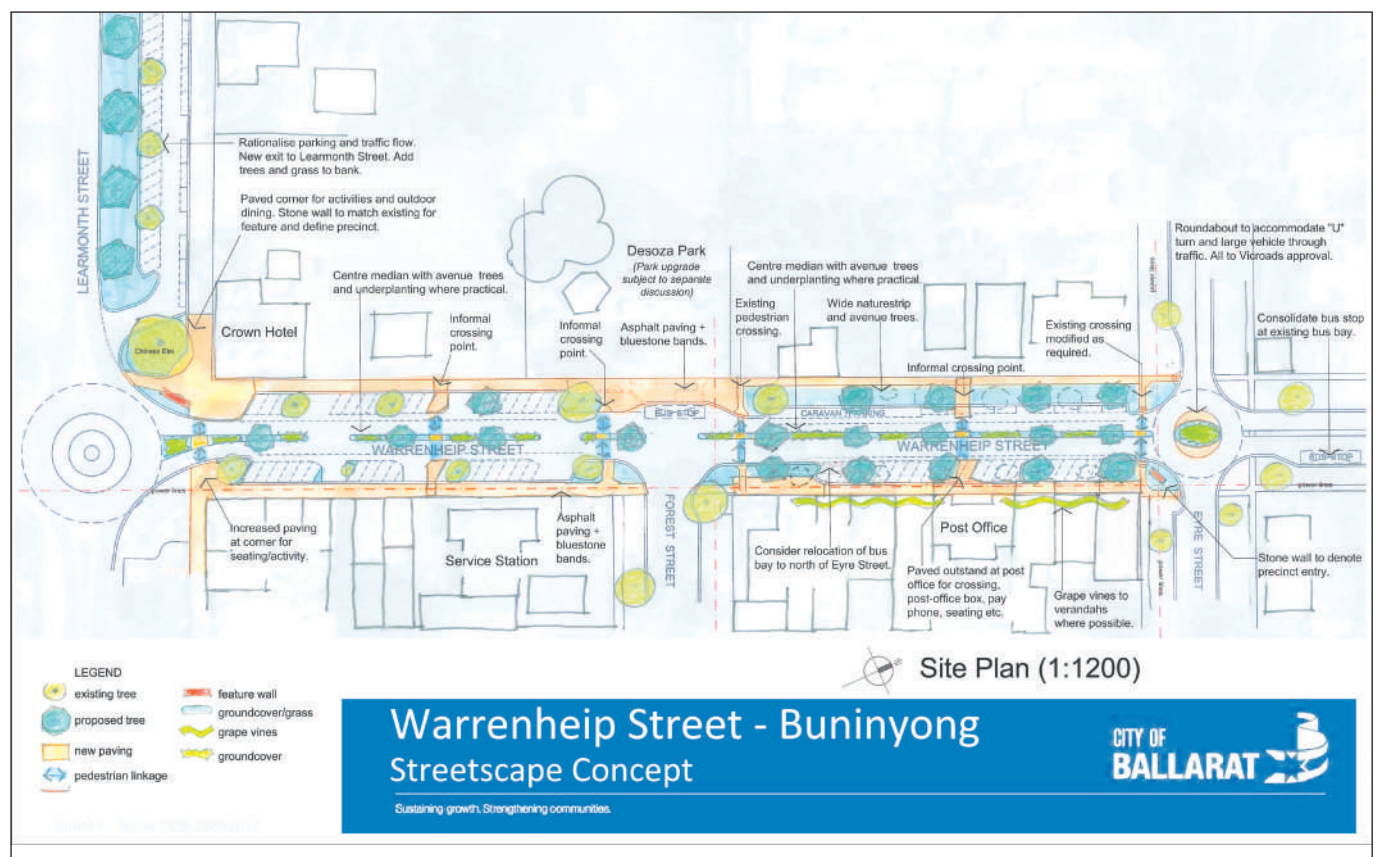 LEARMONTH STREET
Rationalise parking and traffic flow.
New exit to Learmonth Street. Add
trees and grass to bank.
Paved corner for activities and outdoor
dining. Stone wall to match existing for
feature and define precinct.
Chinese Elm
Crown Hotel
Centre median with avenue trees
and underplanting where practical.
Informal
crossing
point.
Informal
crossing
point.
Desoza Park
(Park upgrade
subject to separate
discussion)
Asphalt paving +
bluestone bands.
Existing
pedestrian
crossing.
Centre median with avenue trees
and underplanting where practical.
Wide naturestrip
and avenue trees.
Informal crossing point.
Existing crossing
modified as
required.
Roundabout to accommodate "U"
turn and large vehicle through
traffic. All to Vicroads approval.
Consolidate bus stop
at existing bus bay.
BUS STOP
CARAVAN PARKING
WARRENHEIP STREET
WARRENHEIP STREET
BUS STOP
power lines
power lines
power lines
Increased paving
at corner for
seating/activity.
Service Station
Asphalt
paving +
bluestone
bands.
FOREST STREET
Consider relocation of bus
bay to north of Eyre Street.
Post Office
Paved outstand at post
office for crossing,
post-office box, pay
phone, seating etc.
Grape vines to
verandahs
where possible.
EYRE STREET
Stone wall to denote
precinct entry.
Site Plan (1:1200)
LEGEND
existing tree
proposed tree
new paving
pedestrian linkage
feature wall
groundcover/grass
grape vines
groundcover
Warrenheip Street - Buninyong
Streetscape Concept
Sustaining growth. Strengthening communities.
CITY OF
BALLARAT